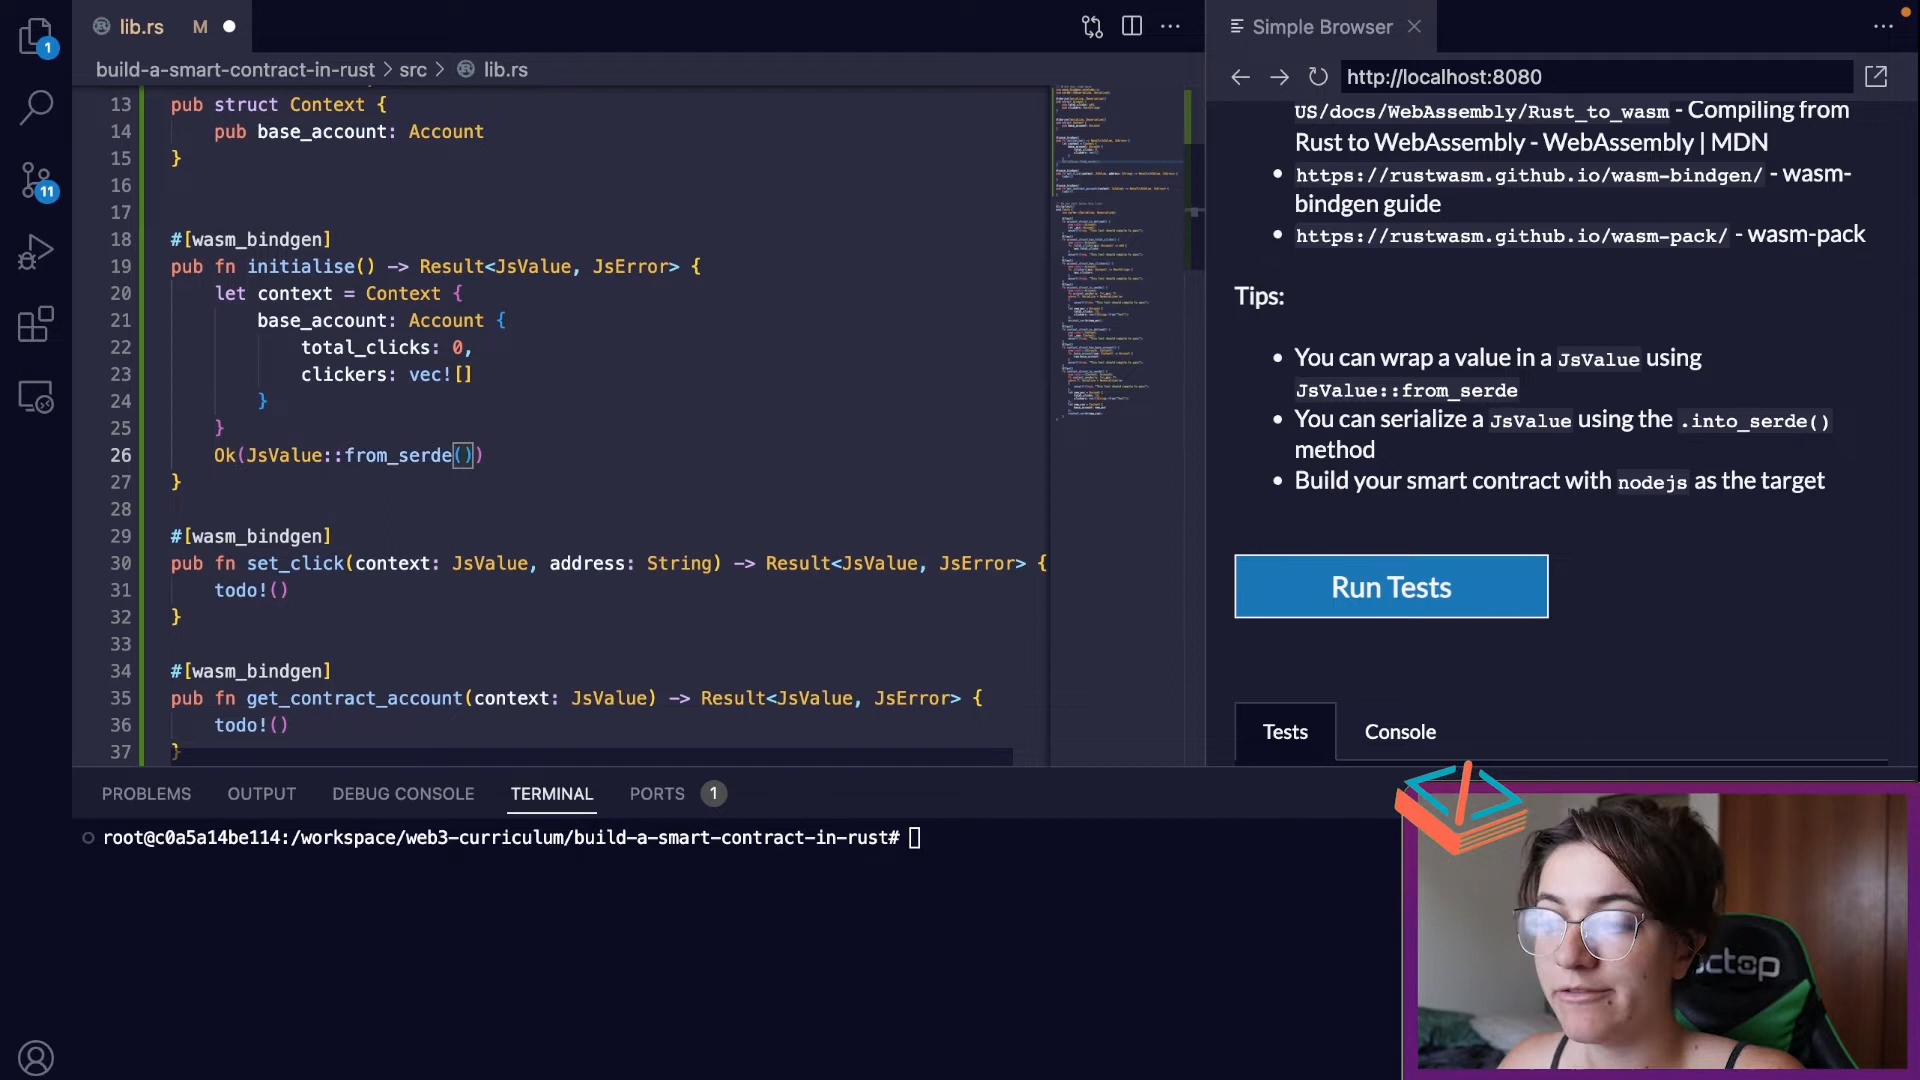 lib.rs M
build-a-smart-contract-in-rust > src > lib.rs
13 pub struct Context {
14 pub base_account: Account
15 }
16
17
18 #[wasm_bindgen]
19 pub fn initialise() -> Result<JsValue, JsError> {
20 let context = Context {
21 base_account: Account {
22 total_clicks: 0,
23 clickers: vec![]
24 }
25 }
26 Ok(JsValue::from_serde())
27 }
28
29 #[wasm_bindgen]
30 pub fn set_click(context: JsValue, address: String) -> Result<JsValue, JsError> {
31 todo!()
32 }
33
34 #[wasm_bindgen]
35 pub fn get_contract_account(context: JsValue) -> Result<JsValue, JsError> {
36 todo!()
37 }
1
11
PROBLEMS OUTPUT DEBUG CONSOLE TERMINAL PORTS 1
root@c0a5a14be114:/workspace/web3-curriculum/build-a-smart-contract-in-rust#
Simple Browser
http://localhost:8080
US/docs/WebAssembly/Rust_to_wasm - Compiling from
Rust to WebAssembly - WebAssembly | MDN
• https://rustwasm.github.io/wasm-bindgen/ - wasm-
bindgen guide
• https://rustwasm.github.io/wasm-pack/ - wasm-pack
Tips:
• You can wrap a value in a JsValue using
JsValue::from_serde
• You can serialize a JsValue using the .into_serde()
method
• Build your smart contract with nodejs as the target
Run Tests
Tests Console